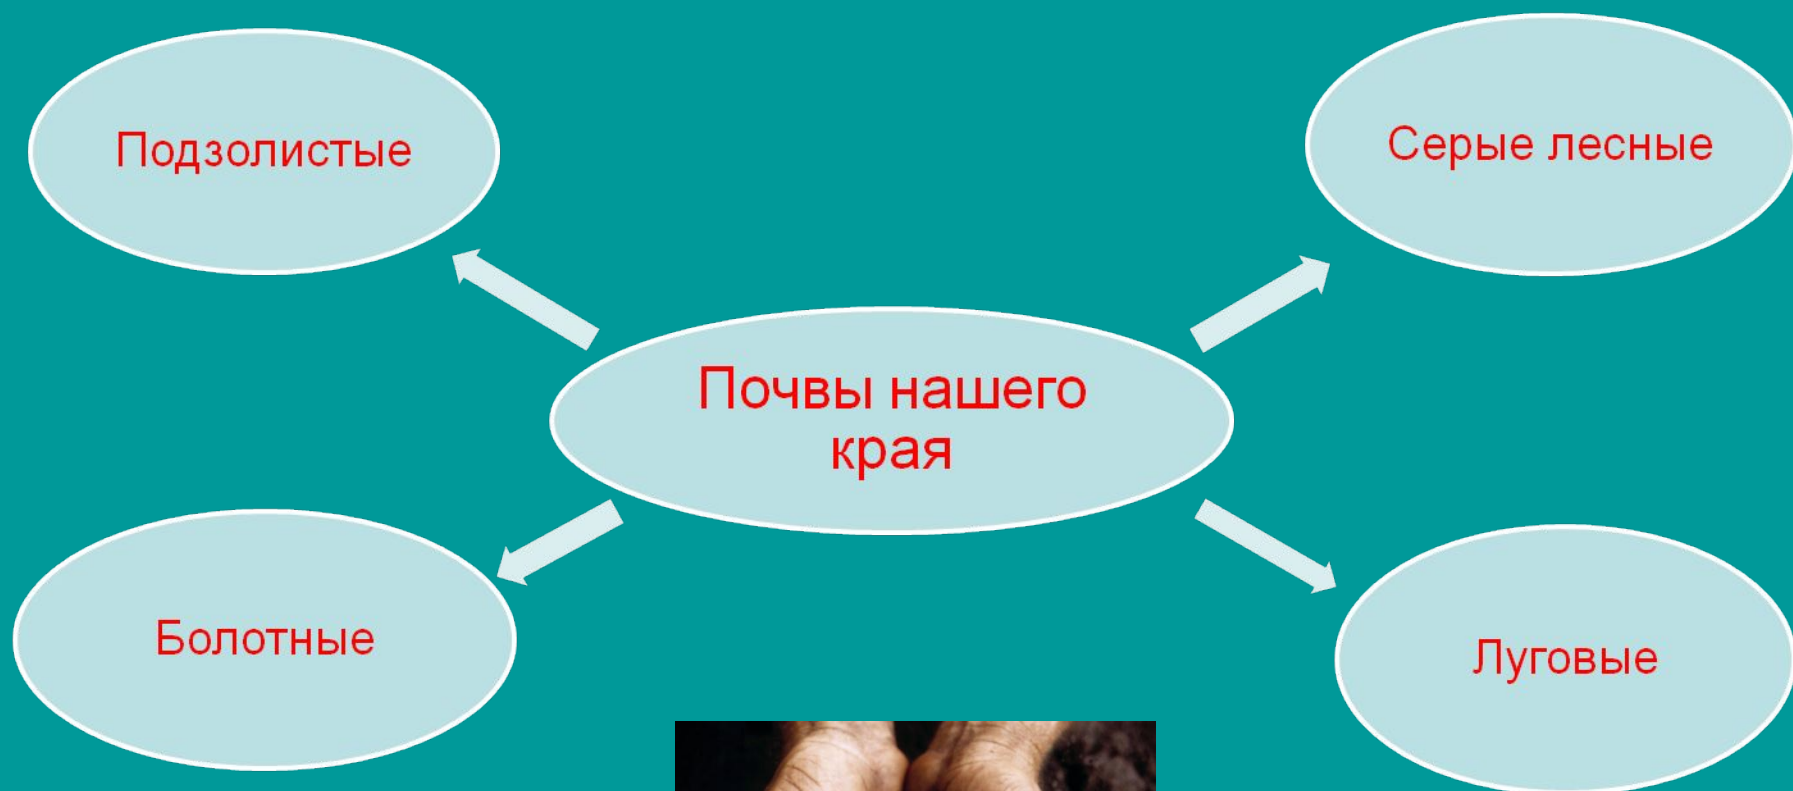 Подзолистые
Серые лесные
Почвы нашего
края
Болотные
Луговые